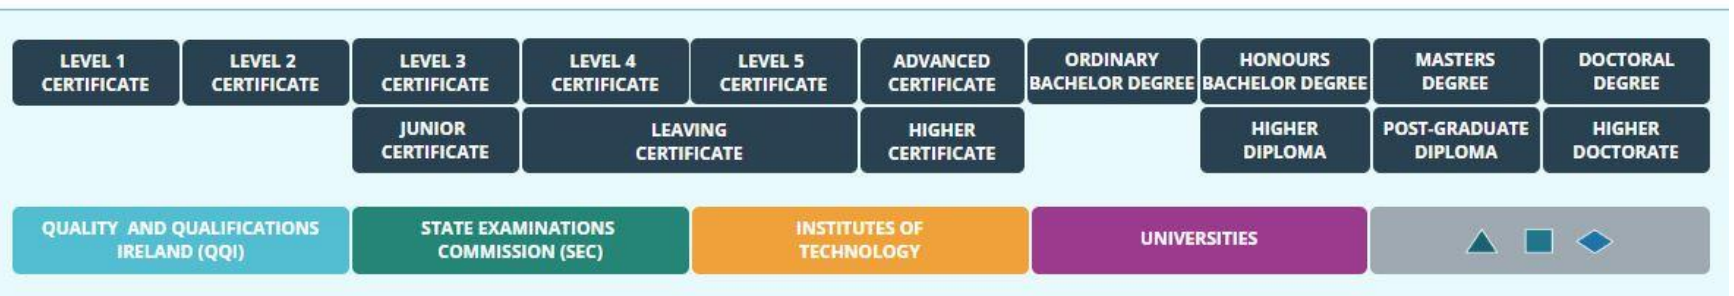 LEVEL 1
CERTIFICATE
LEVEL 2
CERTIFICATE
LEVEL 3
CERTIFICATE
LEVEL 4
CERTIFICATE
LEVEL 5
CERTIFICATE
ADVANCED
CERTIFICATE
ORDINARY
BACHELOR DEGREE
HONOURS
BACHELOR DEGREE
MASTERS
DEGREE
DOCTORAL
DEGREE
JUNIOR
CERTIFICATE
LEAVING
CERTIFICATE
HIGHER
CERTIFICATE
HIGHER
DIPLOMA
POST-GRADUATE
DIPLOMA
HIGHER
DOCTORATE
QUALITY AND QUALIFICATIONS
IRELAND (QQI)
STATE EXAMINATIONS
COMMISSION (SEC)
INSTITUTES OF
TECHNOLOGY
UNIVERSITIES